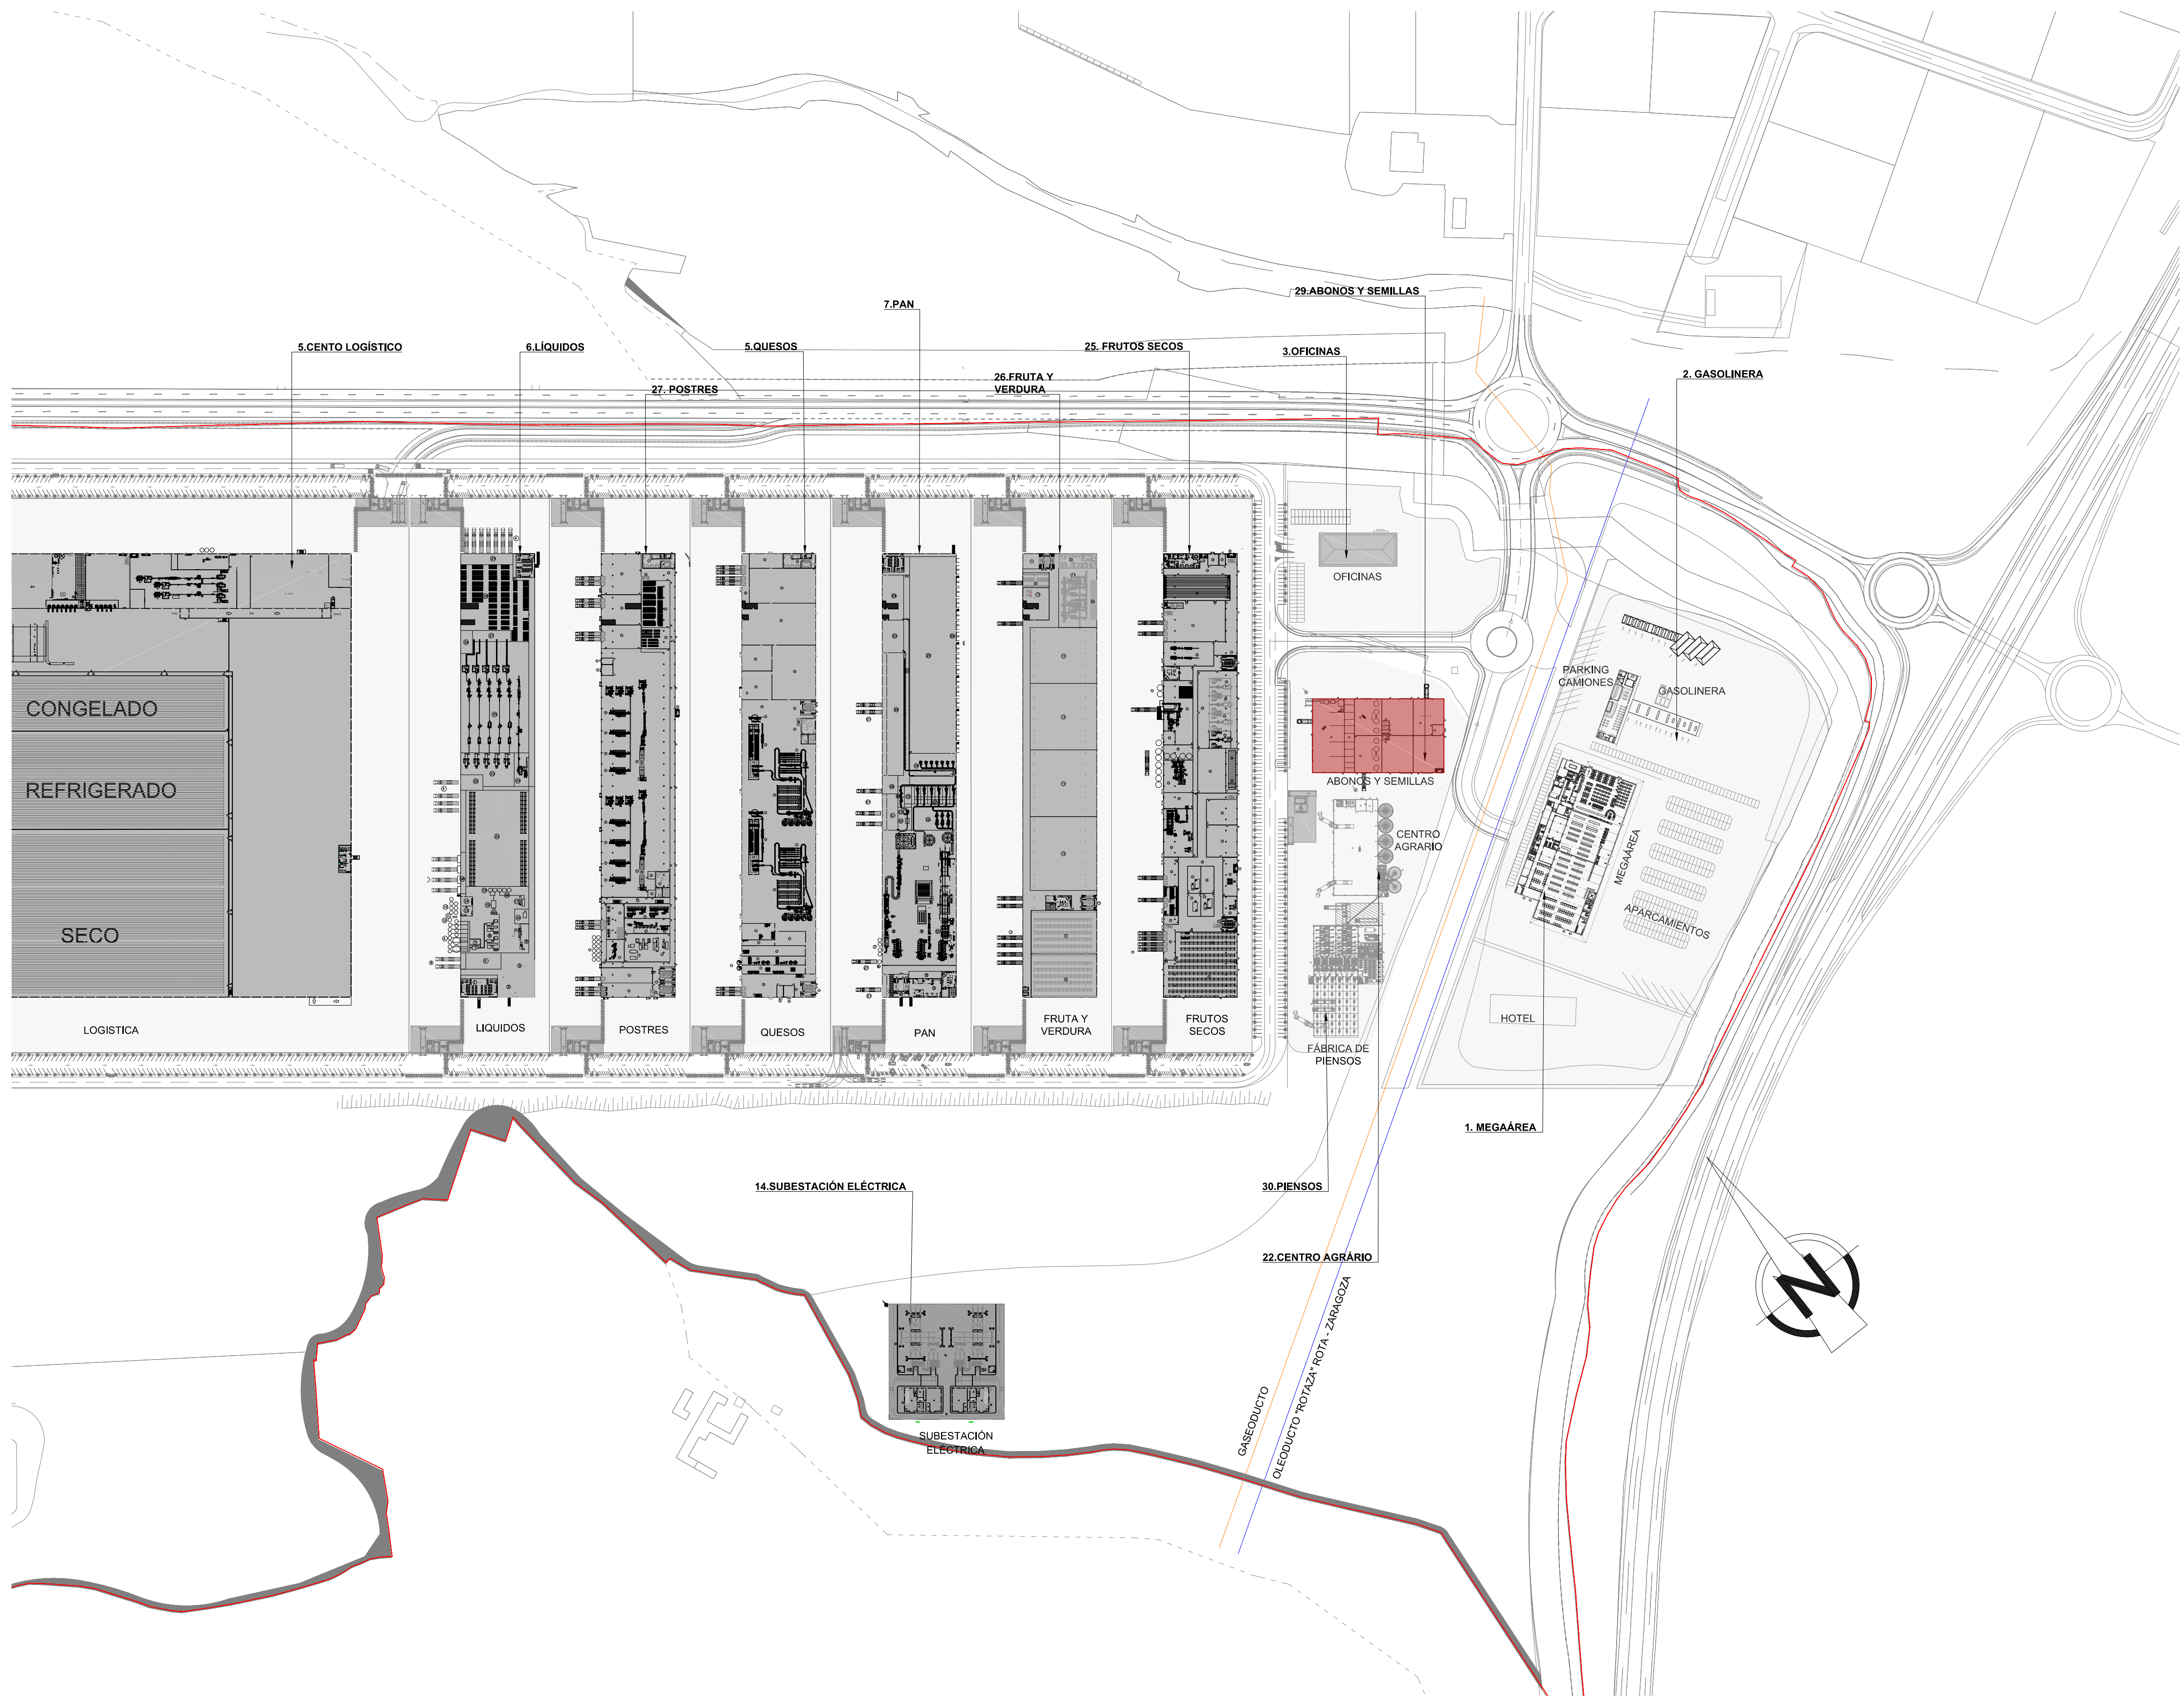 29.ABONOS Y SEMILLAS
7.PAN
5.CENTO LOGÍSTICO
6.LÍQUIDOS
5.QUESOS
25. FRUTOS SECOS
3.OFICINAS
2. GASOLINERA
27. POSTRES
26.FRUTA Y
VERDURA
OFICINAS
PARKING
CAMIONES
GASOLINERA
CONGELADO
REFRIGERADO
SECO
ABONOS Y SEMILLAS
CENTRO
AGRARIO
MEGAÁREA
APARCAMIENTOS
HOTEL
LOGISTICA
LIQUIDOS
POSTRES
QUESOS
PAN
FRUTA Y
VERDURA
FRUTOS
SECOS
FÁBRICA DE
PIENSOS
1. MEGAÁREA
14.SUBESTACIÓN ELÉCTRICA
30.PIENSOS
22.CENTRO AGRÁRIO
N
GASEODUCTO
OLEODUCTO "ROTAZA" ROTA - ZARAGOZA
SUBESTACIÓN
ELÉCTRICA